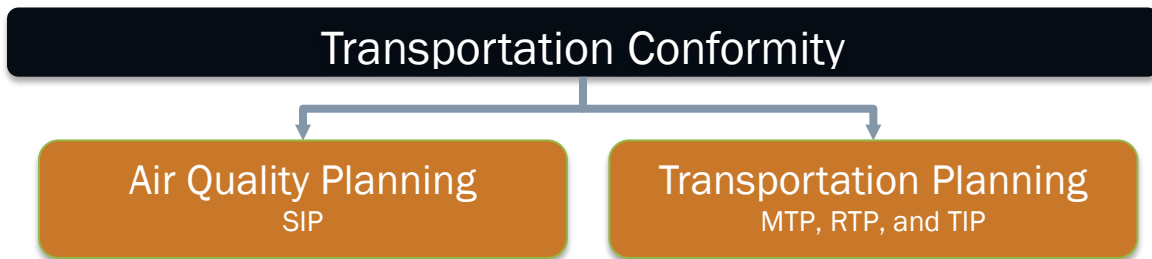 Transportation Conformity
Air Quality Planning
SIP
Transportation Planning
MTP, RTP, and TIP